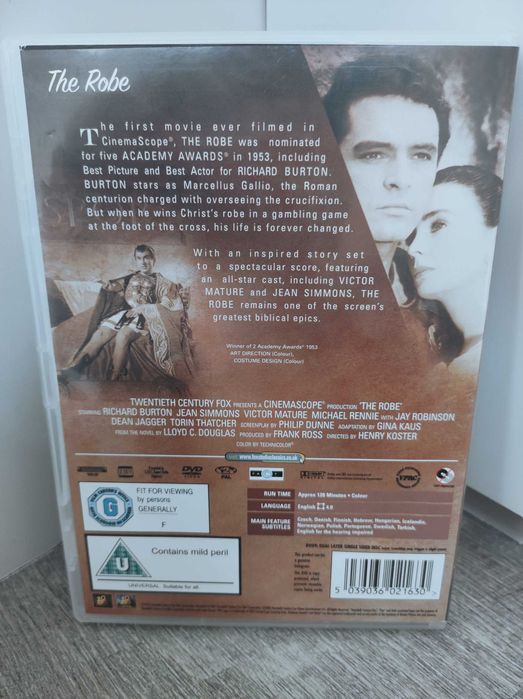 The Robe
The first movie ever filmed in
CinemaScope®, THE ROBE was nominated
for five ACADEMY AWARDS® in 1953, including
Best Picture and Best Actor for RICHARD BURTON.
BURTON stars as Marcellus Gallio, the Roman
centurion charged with overseeing the crucifixion.
But when he wins Christ's robe in a gambling game
at the foot of the cross, his life is forever changed.
With an inspired story set
to a spectacular score, featuring
an all-star cast, including VICTOR
MATURE and JEAN SIMMONS, THE
ROBE remains one of the screen's
greatest biblical epics.
Winner of 2 Academy Awards® 1953
ART DIRECTION (Colour),
COSTUME DESIGN (Colour)
TWENTIETH CENTURY FOX PRESENTS A CINEMASCOPE PRODUCTION 'THE ROBE'
STARRING RICHARD BURTON JEAN SIMMONS VICTOR MATURE MICHAEL RENNIE WITH JAY ROBINSON
DEAN JAGGER TORIN THATCHER SCREENPLAY BY PHILIP DUNNE ADAPTATION BY GINA KAUS
FROM THE NOVEL BY LLOYD C. DOUGLAS PRODUCED BY FRANK ROSS DIRECTED BY HENRY KOSTER
COLOR BY TECHNICOLOR®
visit www.foxstudioclassics.co.uk
DVD
PAL
FACT
G
FIT FOR VIEWING
by persons
GENERALLY
F
U
Contains mild peril
UNIVERSAL Suitable for all
RUN TIME Approx 128 Minutes • Colour
LANGUAGE English 4.0
MAIN FEATURE SUBTITLES Czech, Danish, Finnish, Hebrew, Hungarian, Icelandic,
Norwegian, Polish, Portuguese, Swedish, Turkish,
English for the hearing impaired
5 039036 021630 >